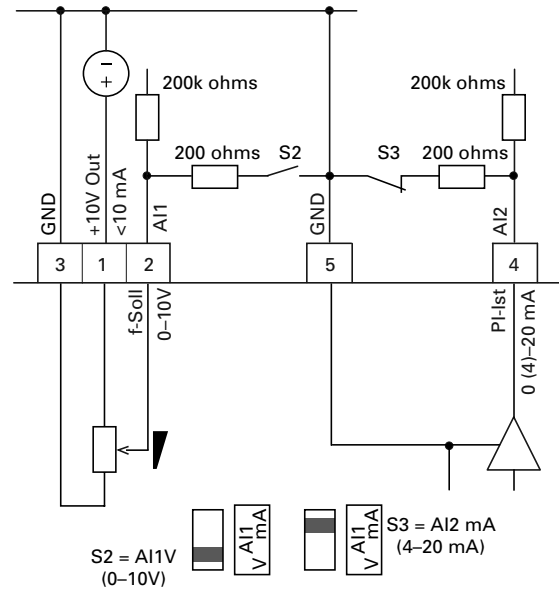 −
+
200k ohms
200k ohms
200 ohms
S2
S3
200 ohms
GND
+10V Out
<10 mA
AI1
GND
AI2
3
1
2
5
4
f-Soll
0–10V
PI-Ist
0 (4)–20 mA
S2 = AI1V
(0–10V)
AI1
V mA
AI1
V mA
S3 = AI2 mA
(4–20 mA)